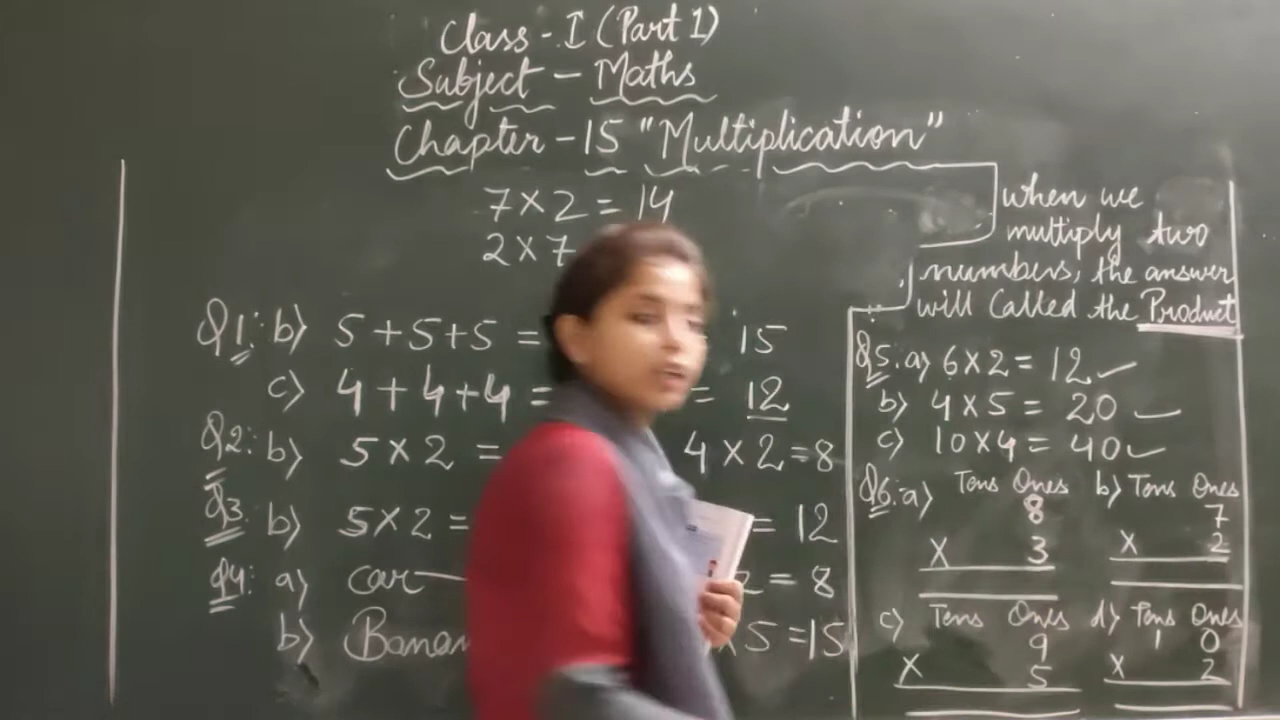 Class - I (Part 1)
Subject - Maths
Chapter - 15 "Multiplication"
7 × 2 = 14
2 × 7
when we
multiply two
numbers, the answer
will Called the Product
Q1: b) 5 + 5 + 5 = 15
c) 4 + 4 + 4 = = 12
Q2: b) 5 × 2 = 4 × 2 = 8
Q3: b) 5 × 2 = = 12
Q4: a) car — 2 = 8
b) Banan × 5 = 15
Q5: a) 6 × 2 = 12 ✓
b) 4 × 5 = 20 ✓
c) 10 × 4 = 40 ✓
Q6: a) Tens Ones b) Tens Ones
8 7
× 3 × 2
c) Tens Ones d) Tens Ones
9 1 0
× 5 × 2